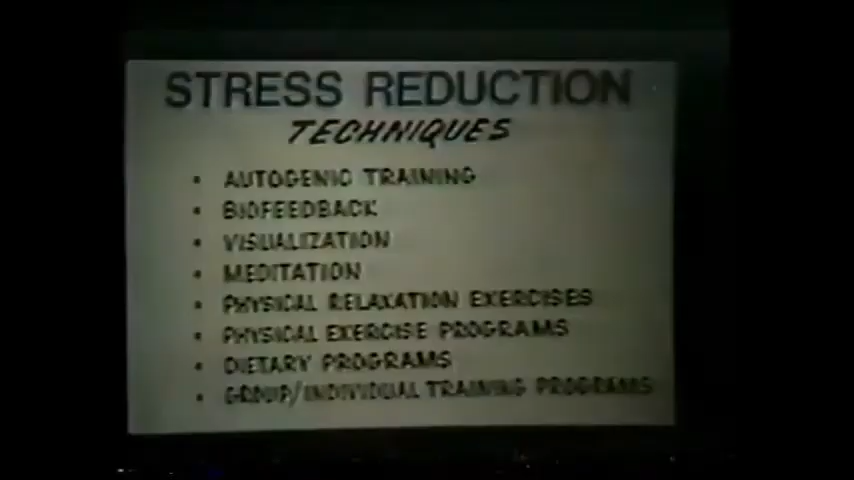 STRESS REDUCTION
TECHNIQUES
• AUTOGENIC TRAINING
• BIOFEEDBACK
• VISUALIZATION
• MEDITATION
• PHYSICAL RELAXATION EXERCISES
• PHYSICAL EXERCISE PROGRAMS
• DIETARY PROGRAMS
• GROUP/INDIVIDUAL TRAINING PROGRAMS